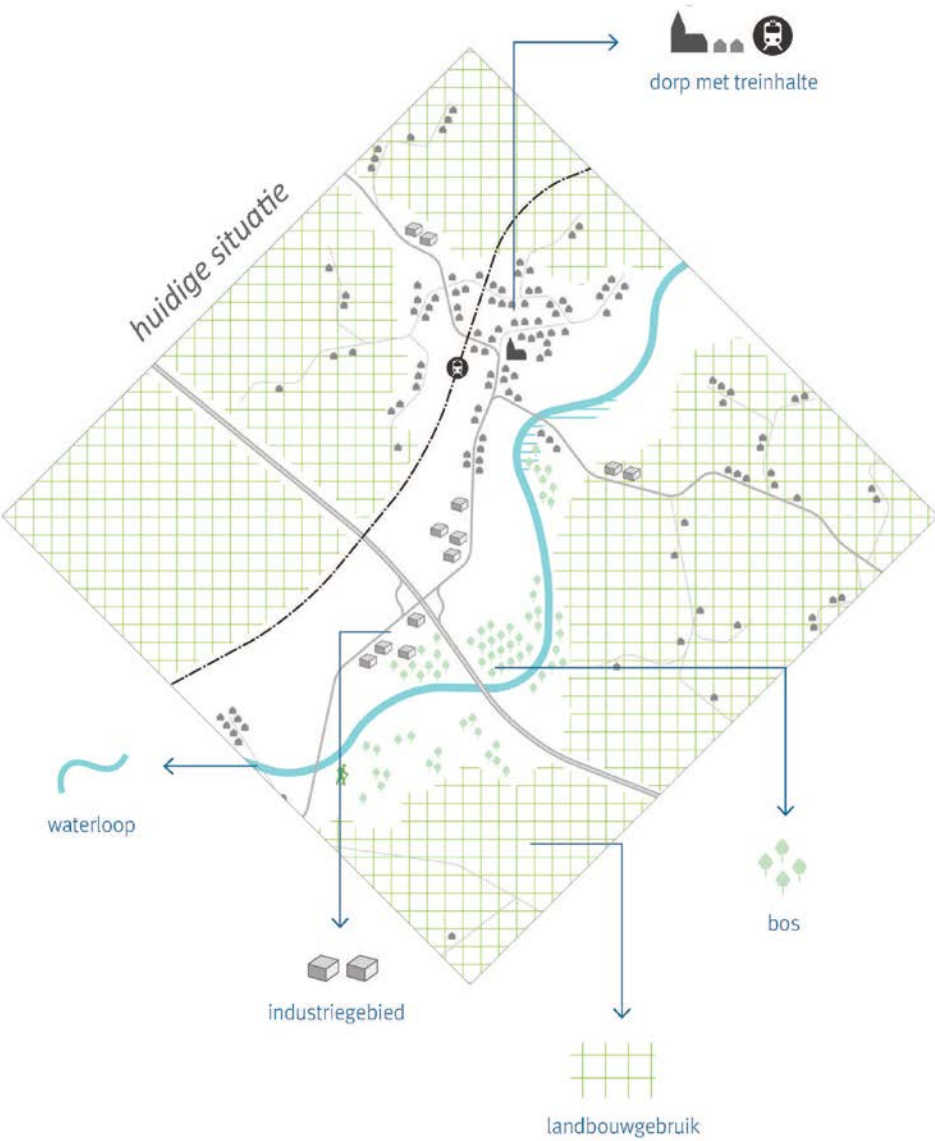 dorp met treinhalte
huidige situatie
waterloop
bos
industriegebied
landbouwgebruik